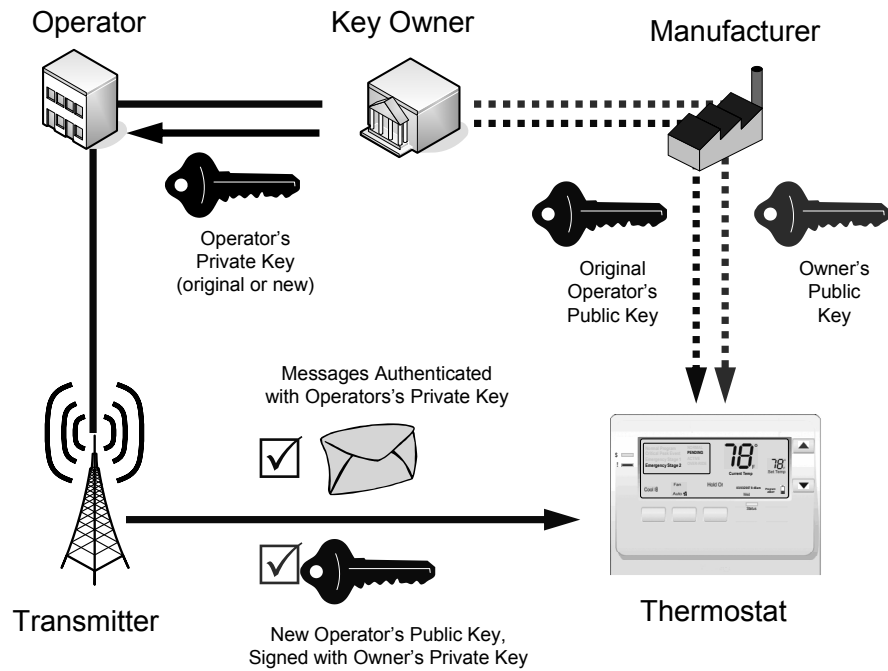 Operator
Key Owner
Manufacturer
Operator's
Private Key
(original or new)
Original
Operator's
Public Key
Owner's
Public
Key
Messages Authenticated
with Operators's Private Key
PENDING
Emergency Stage 2
78°F
Current Temp
78°
Set Temp
Cool
Fan
Auto
Hold On
Status
Transmitter
Thermostat
New Operator's Public Key,
Signed with Owner's Private Key